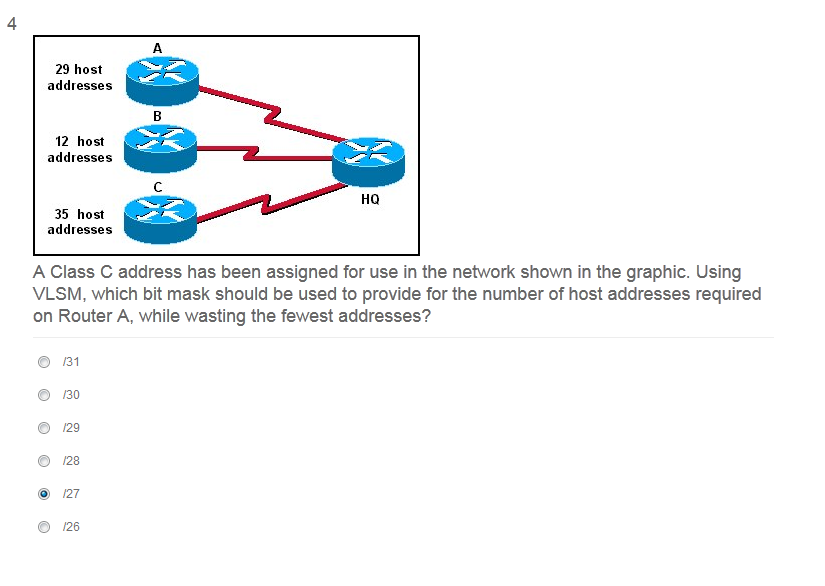 4
A
29 host
addresses
B
12 host
addresses
C
35 host
addresses
HQ
A Class C address has been assigned for use in the network shown in the graphic. Using
VLSM, which bit mask should be used to provide for the number of host addresses required
on Router A, while wasting the fewest addresses?
/31
/30
/29
/28
/27
/26